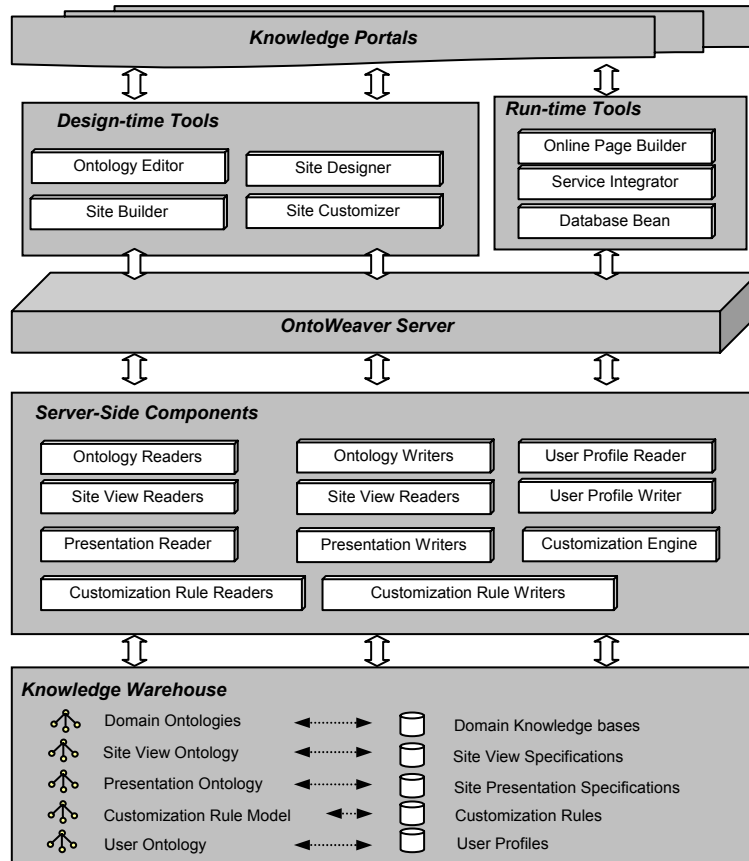 Knowledge Portals
Design-time Tools
Ontology Editor
Site Designer
Site Builder
Site Customizer
Run-time Tools
Online Page Builder
Service Integrator
Database Bean
OntoWeaver Server
Server-Side Components
Ontology Readers
Ontology Writers
User Profile Reader
Site View Readers
Site View Readers
User Profile Writer
Presentation Reader
Presentation Writers
Customization Engine
Customization Rule Readers
Customization Rule Writers
Knowledge Warehouse
Domain Ontologies
Domain Knowledge bases
Site View Ontology
Site View Specifications
Presentation Ontology
Site Presentation Specifications
Customization Rule Model
Customization Rules
User Ontology
User Profiles